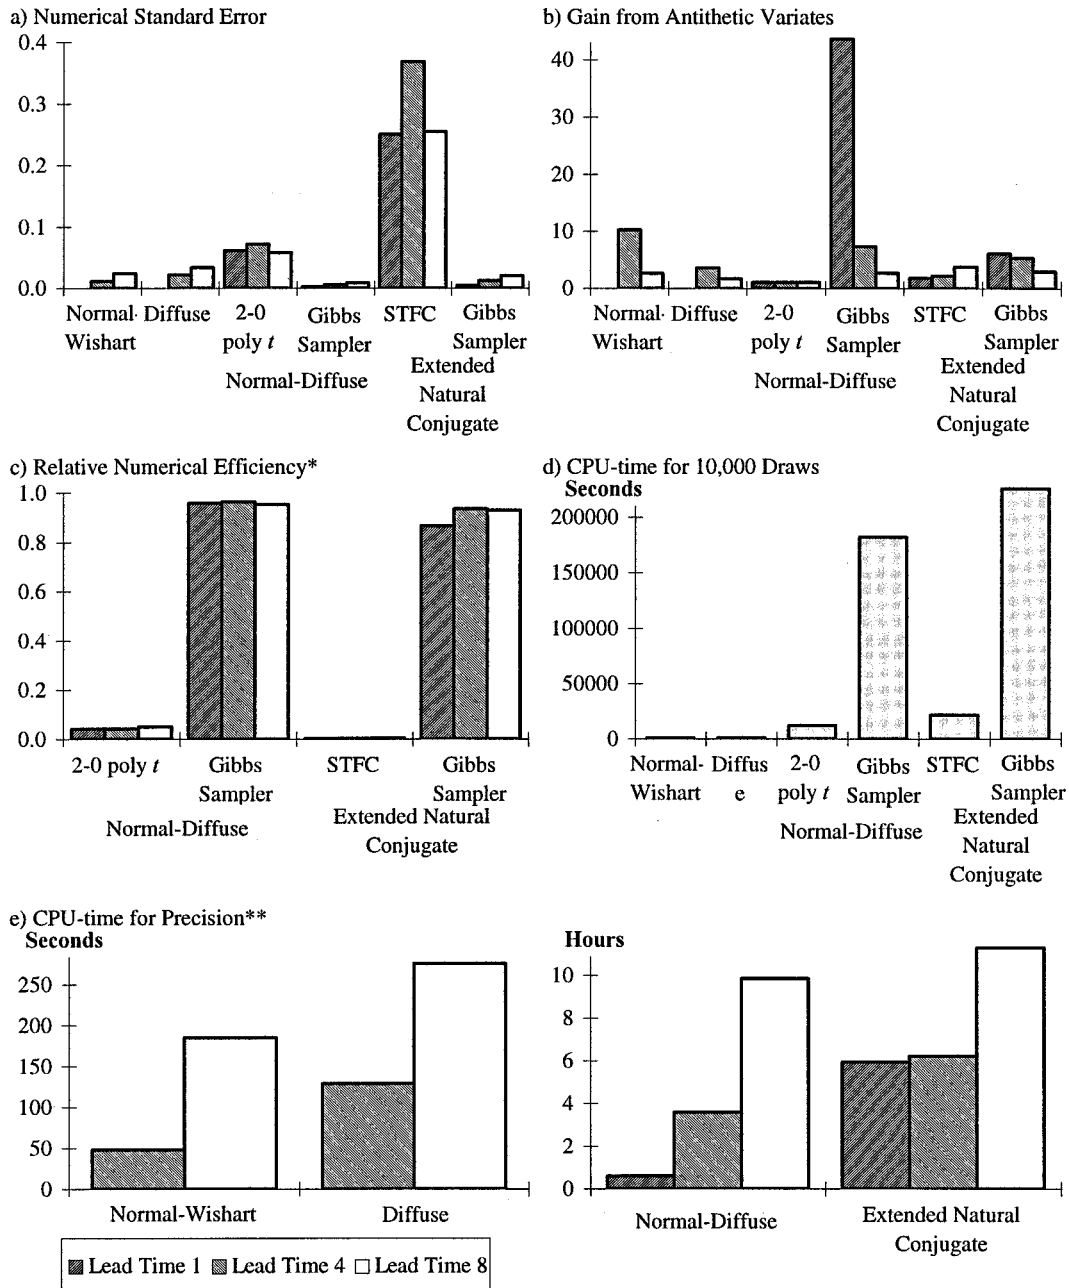 a) Numerical Standard Error
0.4
0.3
0.2
0.1
0.0
Normal- Diffuse 2-0 Gibbs STFC Gibbs
Wishart poly t Sampler Sampler
Normal-Diffuse Extended
Natural
Conjugate
b) Gain from Antithetic Variates
40
30
20
10
0
Normal- Diffuse 2-0 Gibbs STFC Gibbs
Wishart poly t Sampler Sampler
Normal-Diffuse Extended
Natural
Conjugate
c) Relative Numerical Efficiency*
1.0
0.8
0.6
0.4
0.2
0.0
2-0 poly t Gibbs STFC Gibbs
Sampler Sampler
Normal-Diffuse Extended Natural
Conjugate
d) CPU-time for 10,000 Draws
Seconds
200000
150000
100000
50000
0
Normal- Diffus 2-0 Gibbs STFC Gibbs
Wishart e poly t Sampler Sampler
Normal-Diffuse Extended
Natural
Conjugate
e) CPU-time for Precision**
Seconds
250
200
150
100
50
0
Normal-Wishart Diffuse
Hours
10
8
6
4
2
0
Normal-Diffuse Extended Natural
Conjugate
Lead Time 1 Lead Time 4 Lead Time 8